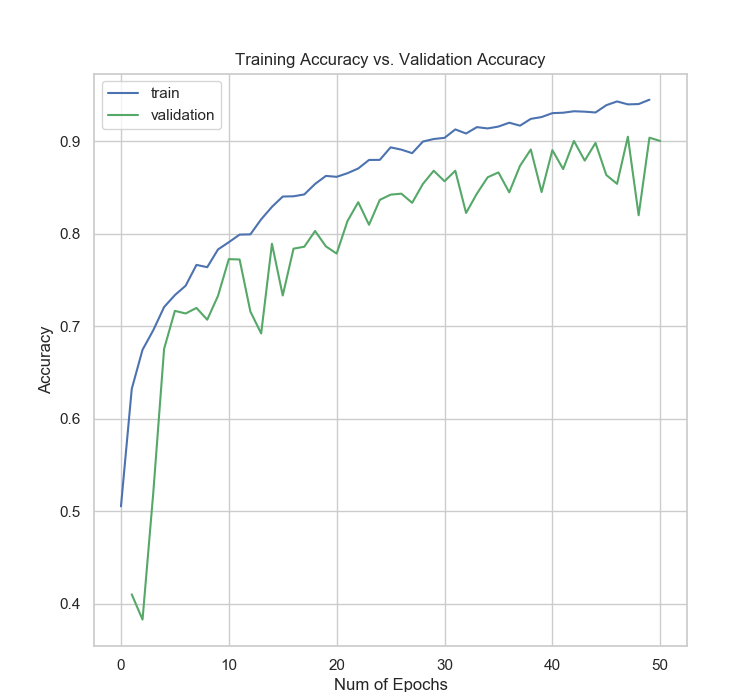 Training Accuracy vs. Validation Accuracy
train
validation
0.9
0.8
0.7
0.6
0.5
0.4
Accuracy
0 10 20 30 40 50
Num of Epochs